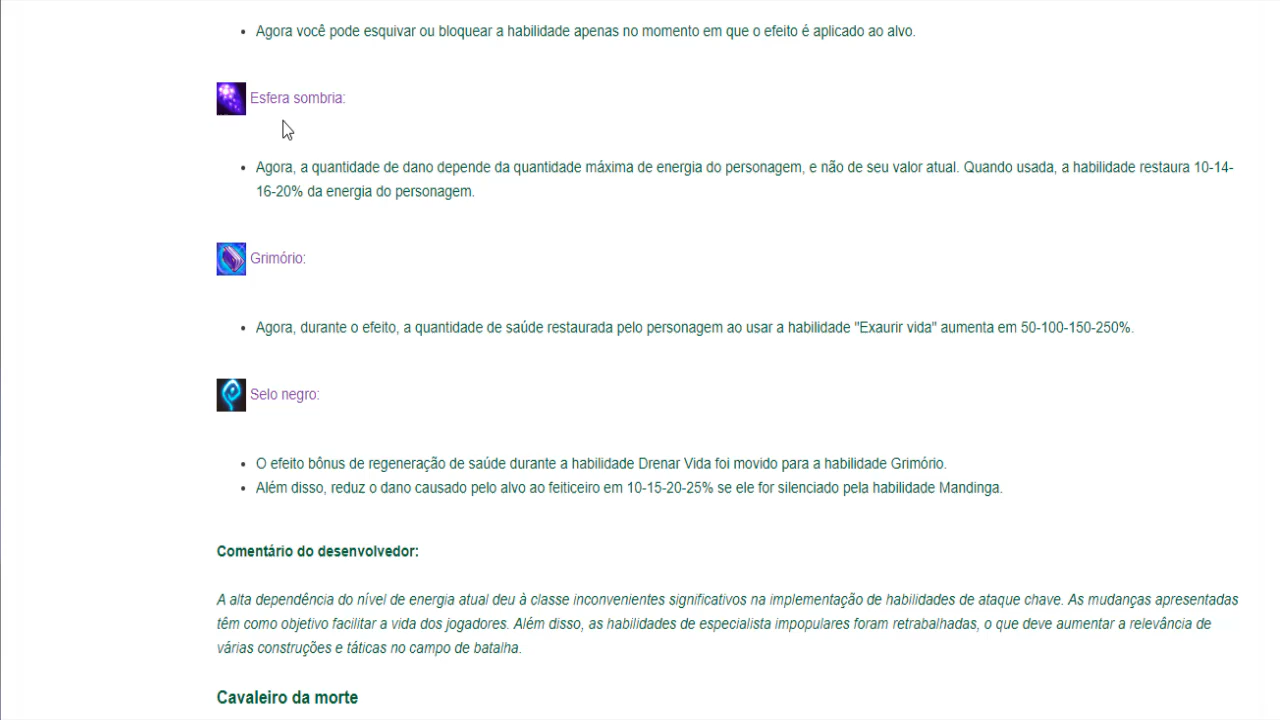 Agora você pode esquivar ou bloquear a habilidade apenas no momento em que o efeito é aplicado ao alvo.
Esfera sombria:
Agora, a quantidade de dano depende da quantidade máxima de energia do personagem, e não de seu valor atual. Quando usada, a habilidade restaura 10-14-
16-20% da energia do personagem.
Grimório:
Agora, durante o efeito, a quantidade de saúde restaurada pelo personagem ao usar a habilidade "Exaurir vida" aumenta em 50-100-150-250%.
Selo negro:
O efeito bônus de regeneração de saúde durante a habilidade Drenar Vida foi movido para a habilidade Grimório.
Além disso, reduz o dano causado pelo alvo ao feiticeiro em 10-15-20-25% se ele for silenciado pela habilidade Mandinga.
Comentário do desenvolvedor:
A alta dependência do nível de energia atual deu à classe inconvenientes significativos na implementação de habilidades de ataque chave. As mudanças apresentadas
têm como objetivo facilitar a vida dos jogadores. Além disso, as habilidades de especialista impopulares foram retrabalhadas, o que deve aumentar a relevância de
várias construções e táticas no campo de batalha.
Cavaleiro da morte